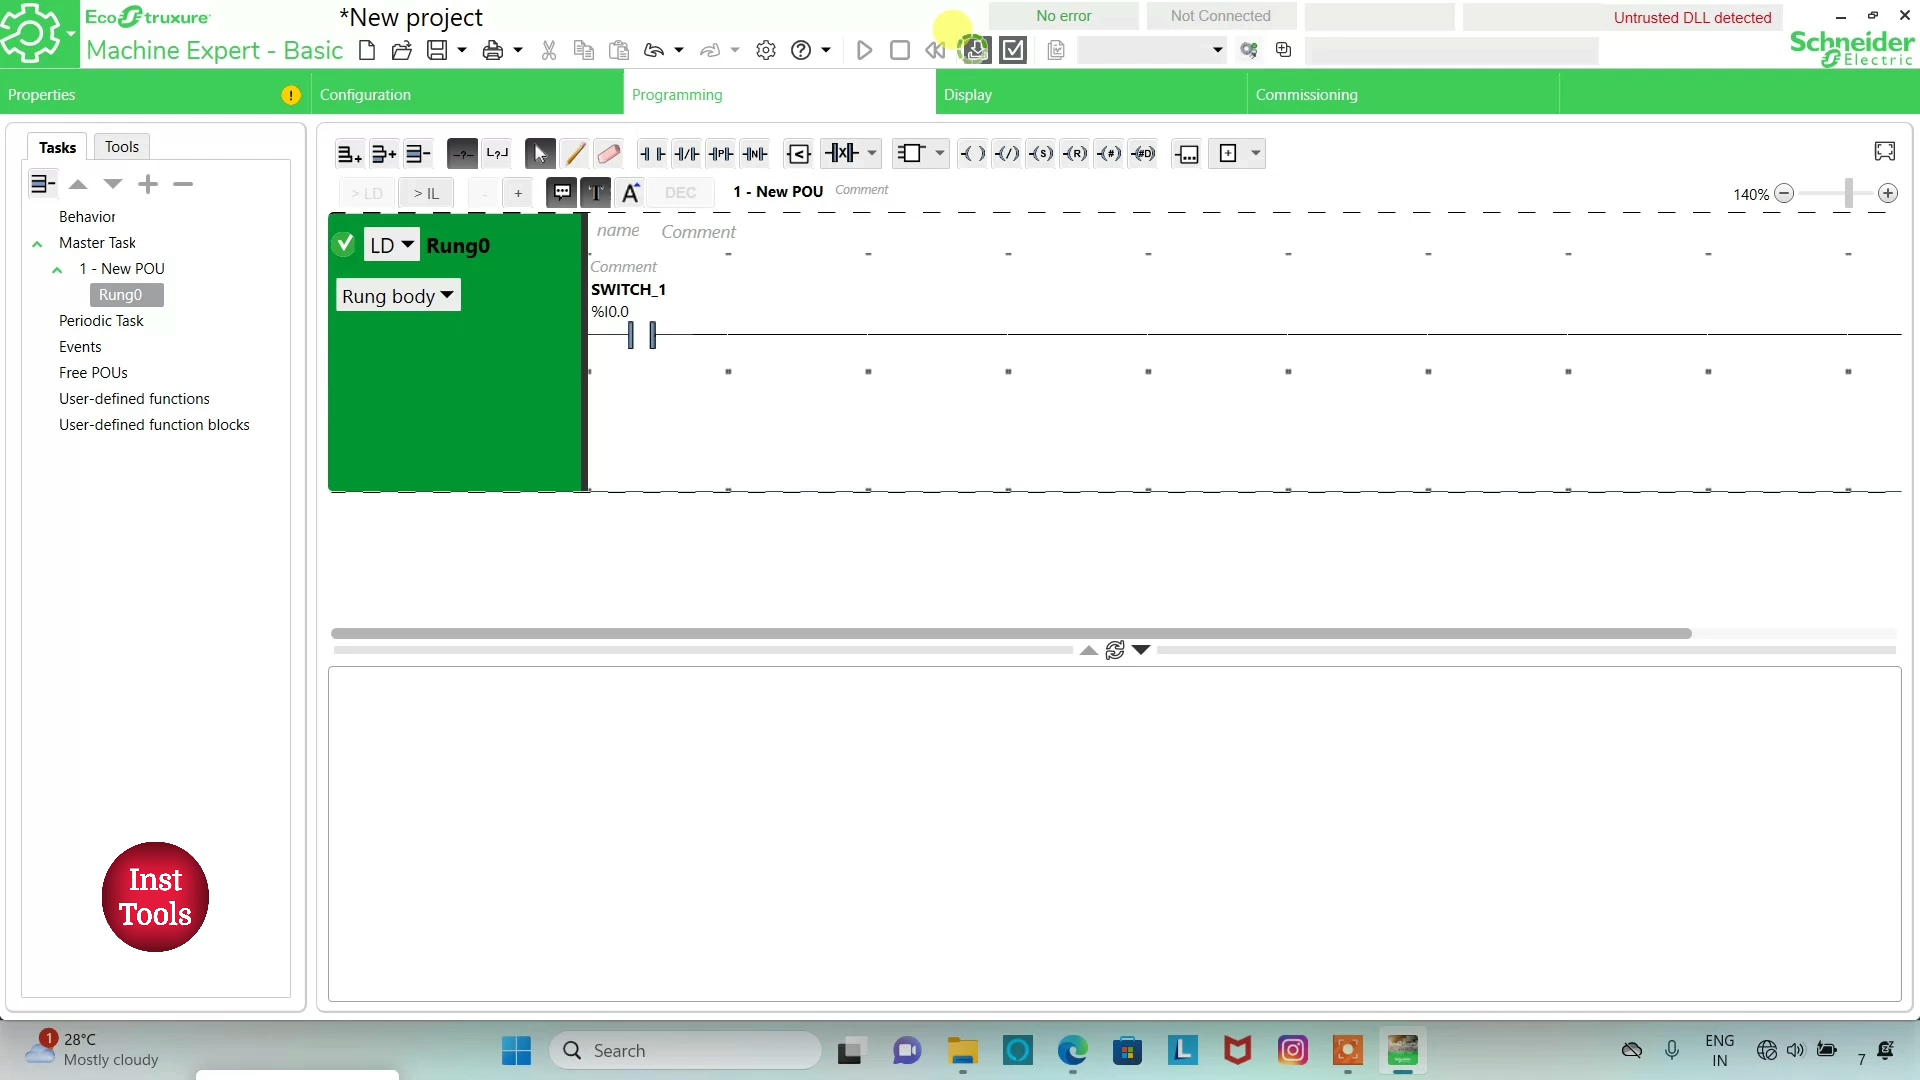 EcoStruxure
Machine Expert - Basic
*New project
No error
Not Connected
Untrusted DLL detected
Schneider
Electric
Properties
!
Configuration
Programming
Display
Commissioning
Tasks
Tools
> LD
> IL
-
+
T
A
DEC
1 - New POU
Comment
140%
Behavior
Master Task
1 - New POU
Rung0
Periodic Task
Events
Free POUs
User-defined functions
User-defined function blocks
LD
Rung0
Rung body
name
Comment
Comment
SWITCH_1
%I0.0
Inst
Tools
1
28°C
Mostly cloudy
Search
ENG
IN
7